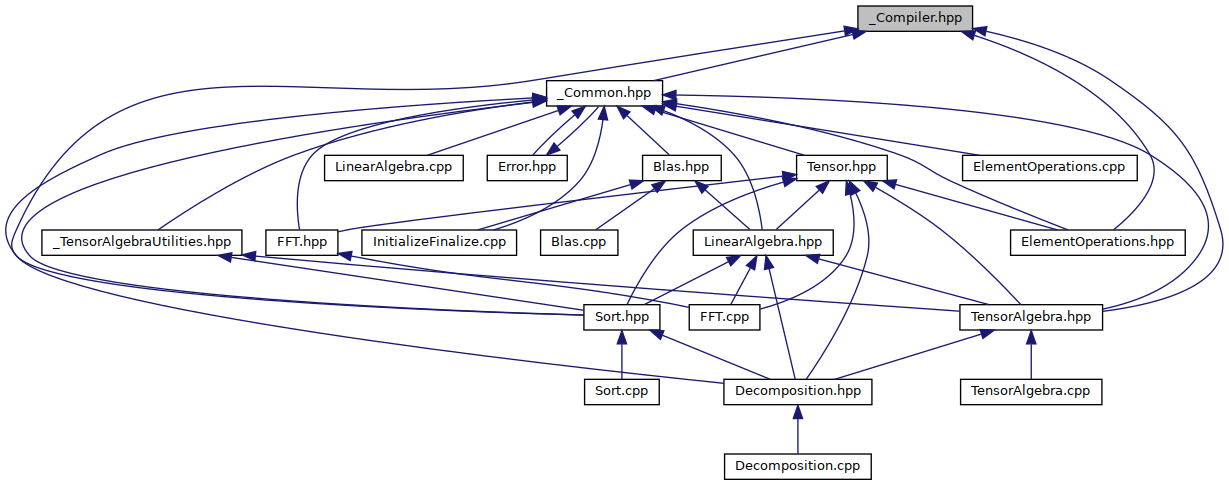 _Compiler.hpp
_Common.hpp
LinearAlgebra.cpp
Error.hpp
Blas.hpp
Tensor.hpp
ElementOperations.cpp
_TensorAlgebraUtilities.hpp
FFT.hpp
InitializeFinalize.cpp
Blas.cpp
LinearAlgebra.hpp
ElementOperations.hpp
Sort.hpp
FFT.cpp
TensorAlgebra.hpp
Sort.cpp
Decomposition.hpp
TensorAlgebra.cpp
Decomposition.cpp